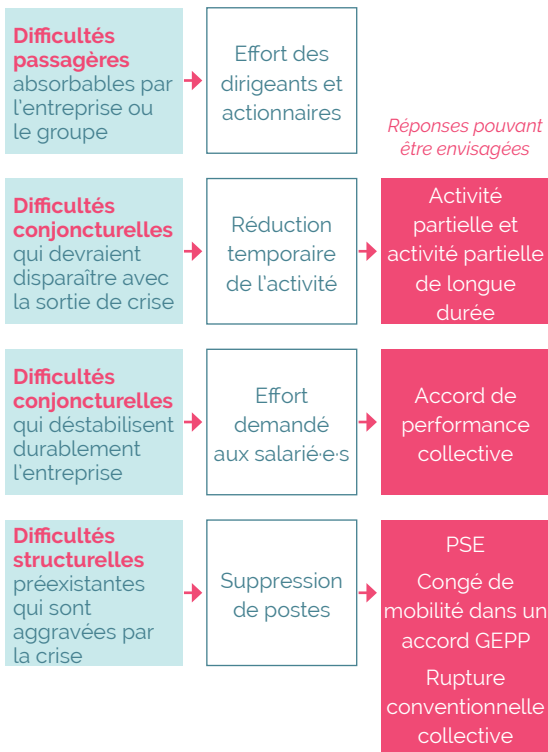 Difficultés
passagères
absorbables par
l'entreprise ou
le groupe
Effort des
dirigeants et
actionnaires
Réponses pouvant
être envisagées
Difficultés
conjoncturelles
qui devraient
disparaître avec
la sortie de crise
Réduction
temporaire
de l'activité
Activité
partielle et
activité partielle
de longue
durée
Difficultés
conjoncturelles
qui déstabilisent
durablement
l'entreprise
Effort
demandé
aux salarié·e·s
Accord de
performance
collective
Difficultés
structurelles
préexistantes
qui sont
aggravées par
la crise
Suppression
de postes
PSE
Congé de
mobilité dans un
accord GEPP
Rupture
conventionnelle
collective